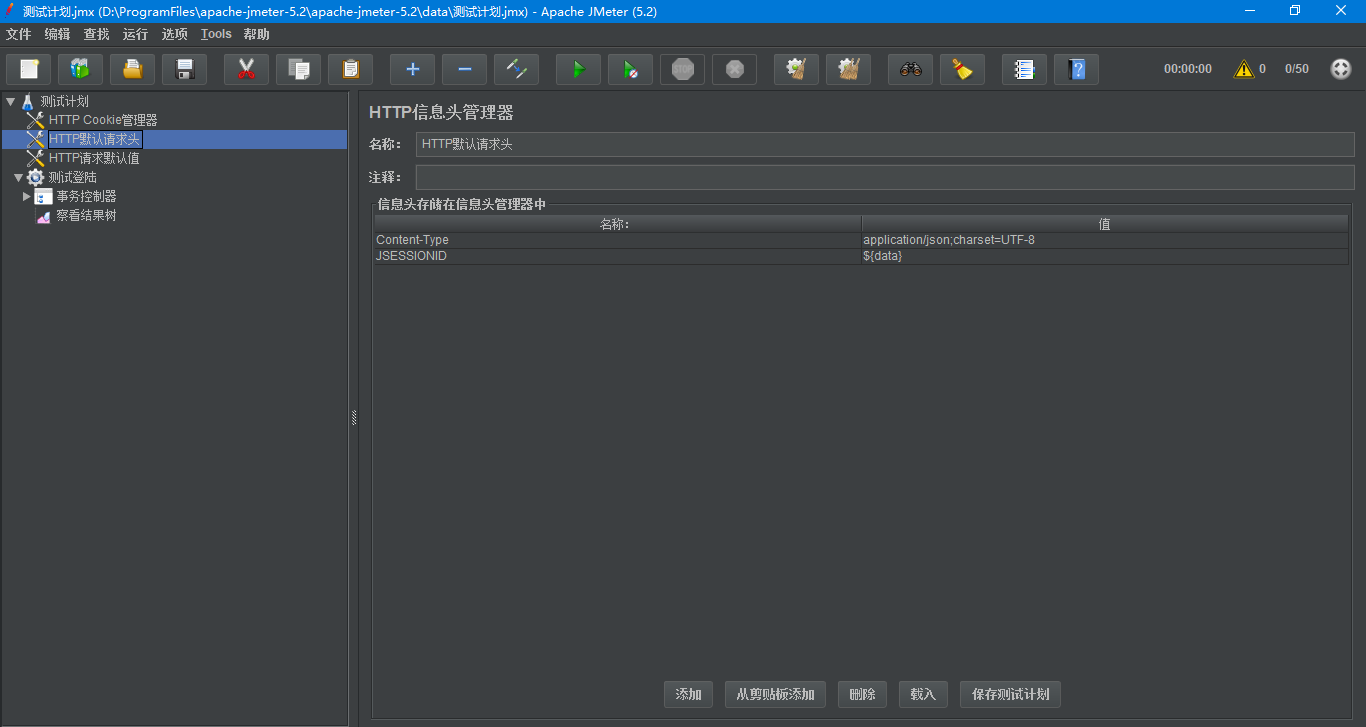 测试计划.jmx (D:\ProgramFiles\apache-jmeter-5.2\apache-jmeter-5.2\data\测试计划.jmx) - Apache JMeter (5.2)
文件 编辑 查找 运行 选项 Tools 帮助
STOP 00:00:00 0 0/50
测试计划
HTTP Cookie管理器
HTTP默认请求头
HTTP请求默认值
测试登陆
事务控制器
察看结果树
HTTP信息头管理器
名称： HTTP默认请求头
注释：
信息头存储在信息头管理器中
名称： 值
Content-Type application/json;charset=UTF-8
JSESSIONID ${data}
添加 从剪贴板添加 删除 载入 保存测试计划